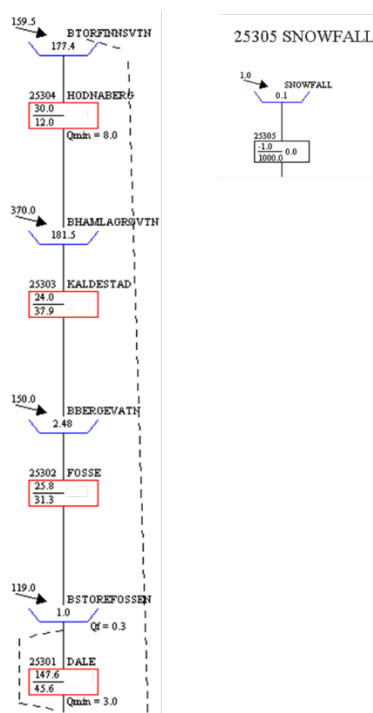 159.5 BTORFINNSVTN
177.4
25304 HODNABERG
30.0
12.0
Qmin = 8.0
370.0 BHAMLAGRØVTN
181.5
25303 KALDESTAD
24.0
37.9
150.0 BBERGEVATN
2.48
25302 FOSSE
25.8
31.3
119.0 BSTOREFOSSEN
1.0
Qf = 0.3
25301 DALE
147.6
45.6
Qmin = 3.0
25305 SNOWFALL
1.0 SNOWFALL
0.1
25305
-1.0 0.0
1000.0